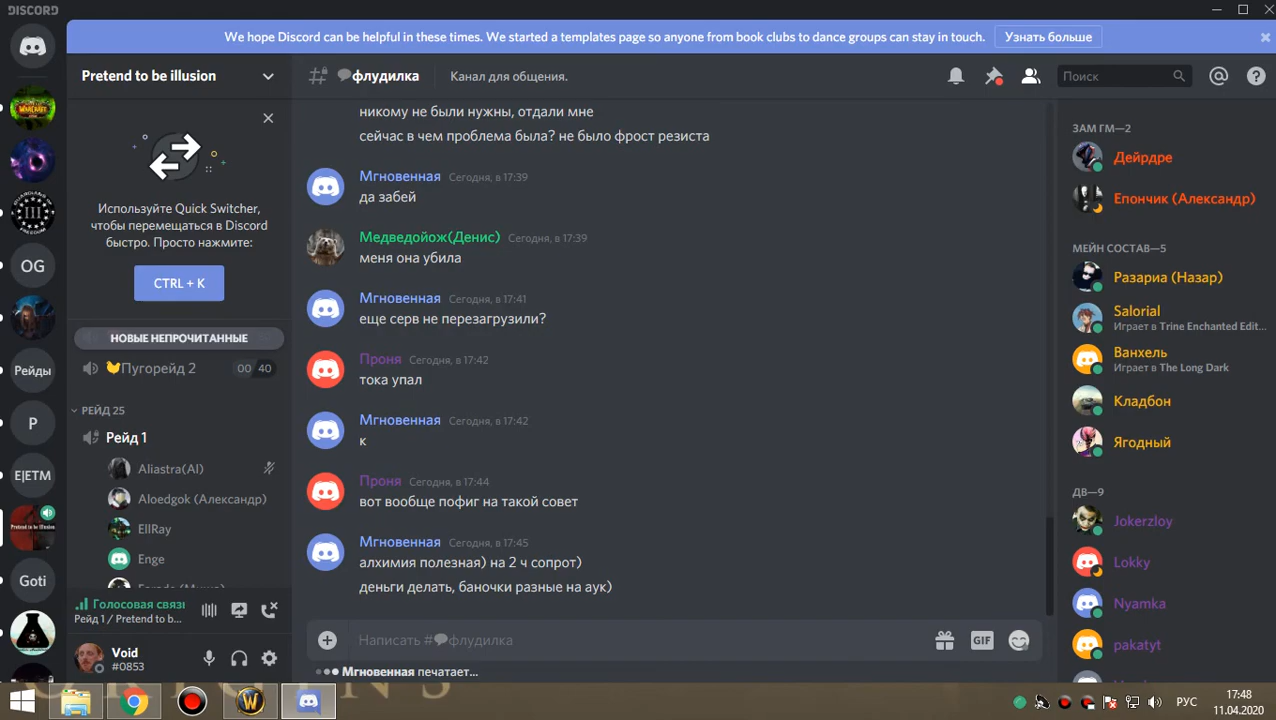 DISCORD
We hope Discord can be helpful in these times. We started a templates page so anyone from book clubs to dance groups can stay in touch.
Узнать больше
Pretend to be illusion
флудилка
Канал для общения.
Поиск
Используйте Quick Switcher,
чтобы перемещаться в Discord
быстро. Просто нажмите:
CTRL + K
НОВЫЕ НЕПРОЧИТАННЫЕ
Пугорейд 2
00 40
РЕЙД 25
Рейд 1
Aliastra(Al)
Aloedgok (Александр)
EllRay
Enge
OG
Рейды
P
E|ETM
Pretend to be illusion
Goti
Голосовая связь
Рейд 1 / Pretend to b...
Void
#0853
никому не были нужны, отдали мне
сейчас в чем проблема была? не было фрост резиста
Мгновенная Сегодня, в 17:39
да забей
Медведойож(Денис) Сегодня, в 17:39
меня она убила
Мгновенная Сегодня, в 17:41
еще серв не перезагрузили?
Проня Сегодня, в 17:42
тока упал
Мгновенная Сегодня, в 17:42
к
Проня Сегодня, в 17:44
вот вообще пофиг на такой совет
Мгновенная Сегодня, в 17:45
алхимия полезная) на 2 ч сопрот)
деньги делать, баночки разные на аук)
Написать #флудилка
GIF
Мгновенная печатает...
ЗАМ ГМ—2
Дейрдре
Епончик (Александр)
МЕЙН СОСТАВ—5
Разариа (Назар)
Salorial
Играет в Trine Enchanted Edit...
Ванхель
Играет в The Long Dark
Кладбон
Ягодный
ДВ—9
Jokerzloy
Lokky
Nyamka
pakatyt
РУС
17:48
11.04.2020